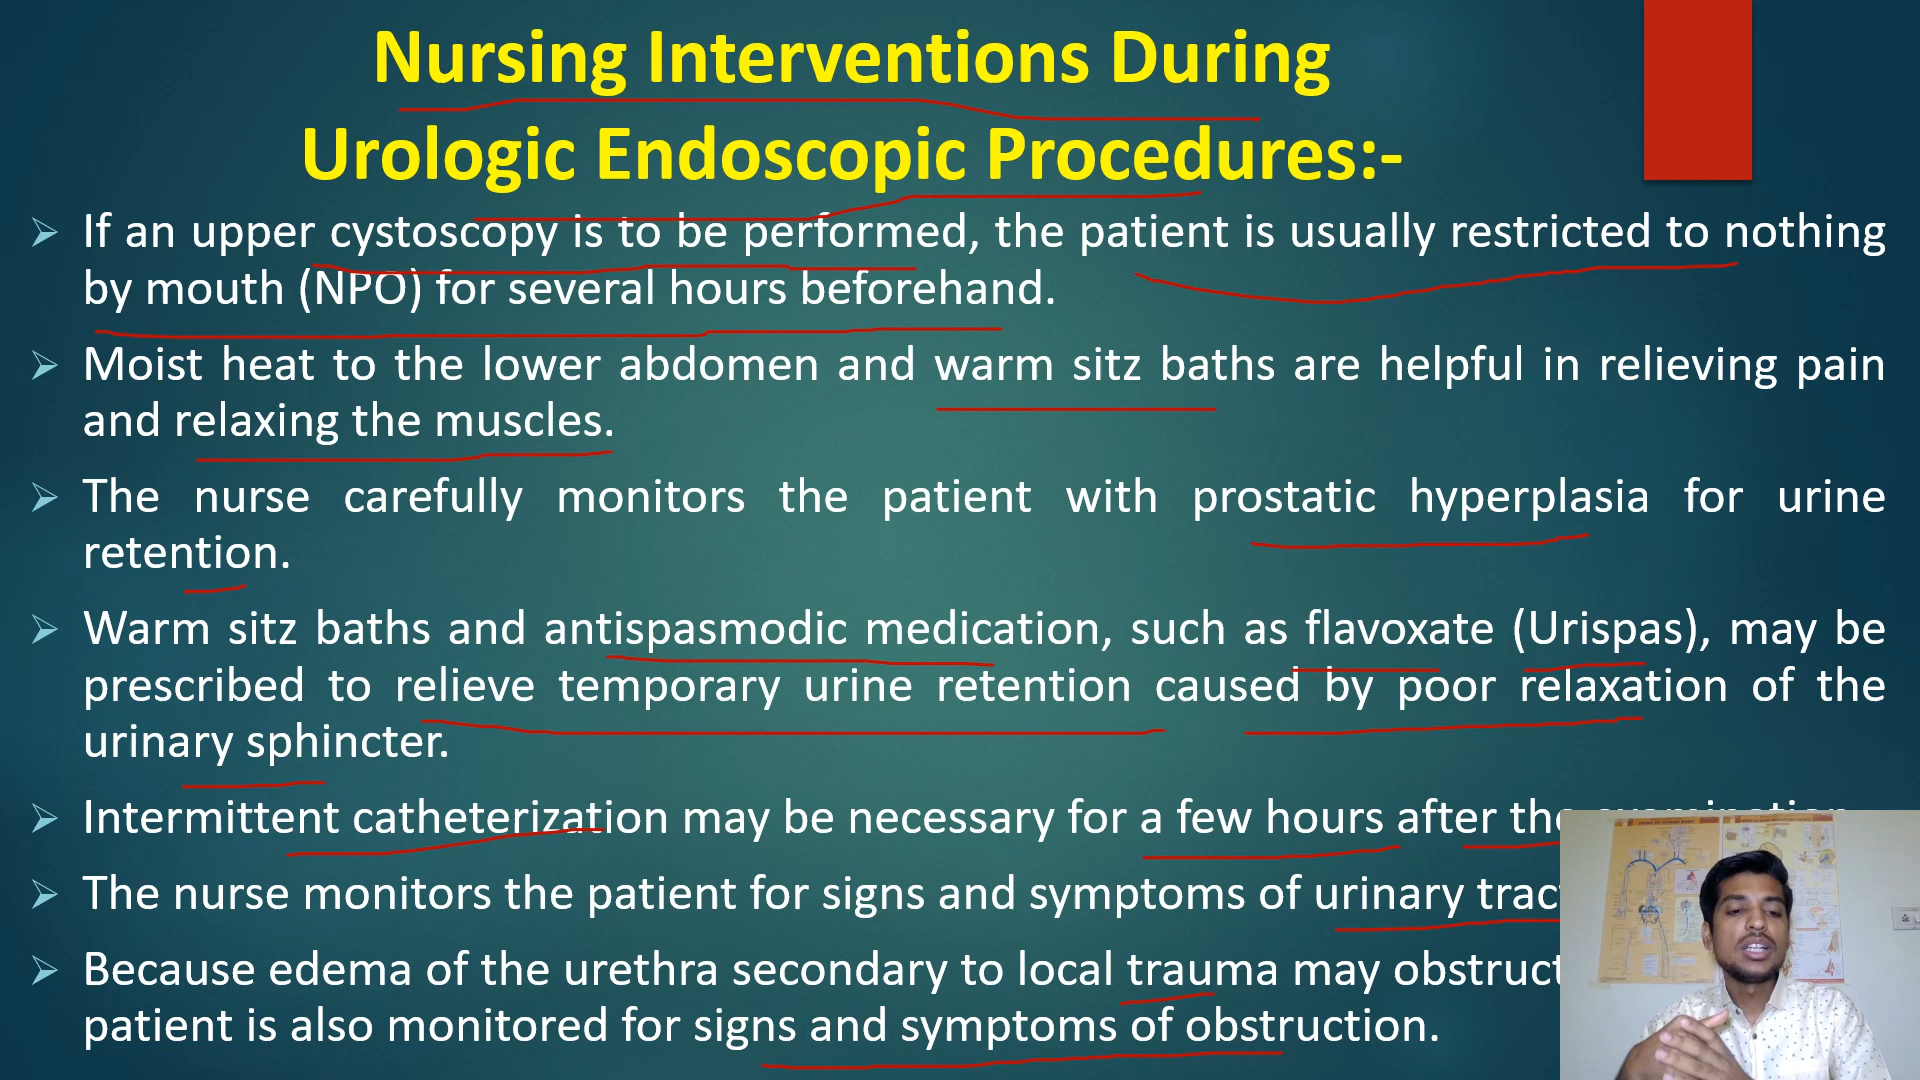 Nursing Interventions During
Urologic Endoscopic Procedures:-
If an upper cystoscopy is to be performed, the patient is usually restricted to nothing
by mouth (NPO) for several hours beforehand.
Moist heat to the lower abdomen and warm sitz baths are helpful in relieving pain
and relaxing the muscles.
The nurse carefully monitors the patient with prostatic hyperplasia for urine
retention.
Warm sitz baths and antispasmodic medication, such as flavoxate (Urispas), may be
prescribed to relieve temporary urine retention caused by poor relaxation of the
urinary sphincter.
Intermittent catheterization may be necessary for a few hours after the examination.
The nurse monitors the patient for signs and symptoms of urinary tract
Because edema of the urethra secondary to local trauma may obstruct
patient is also monitored for signs and symptoms of obstruction.